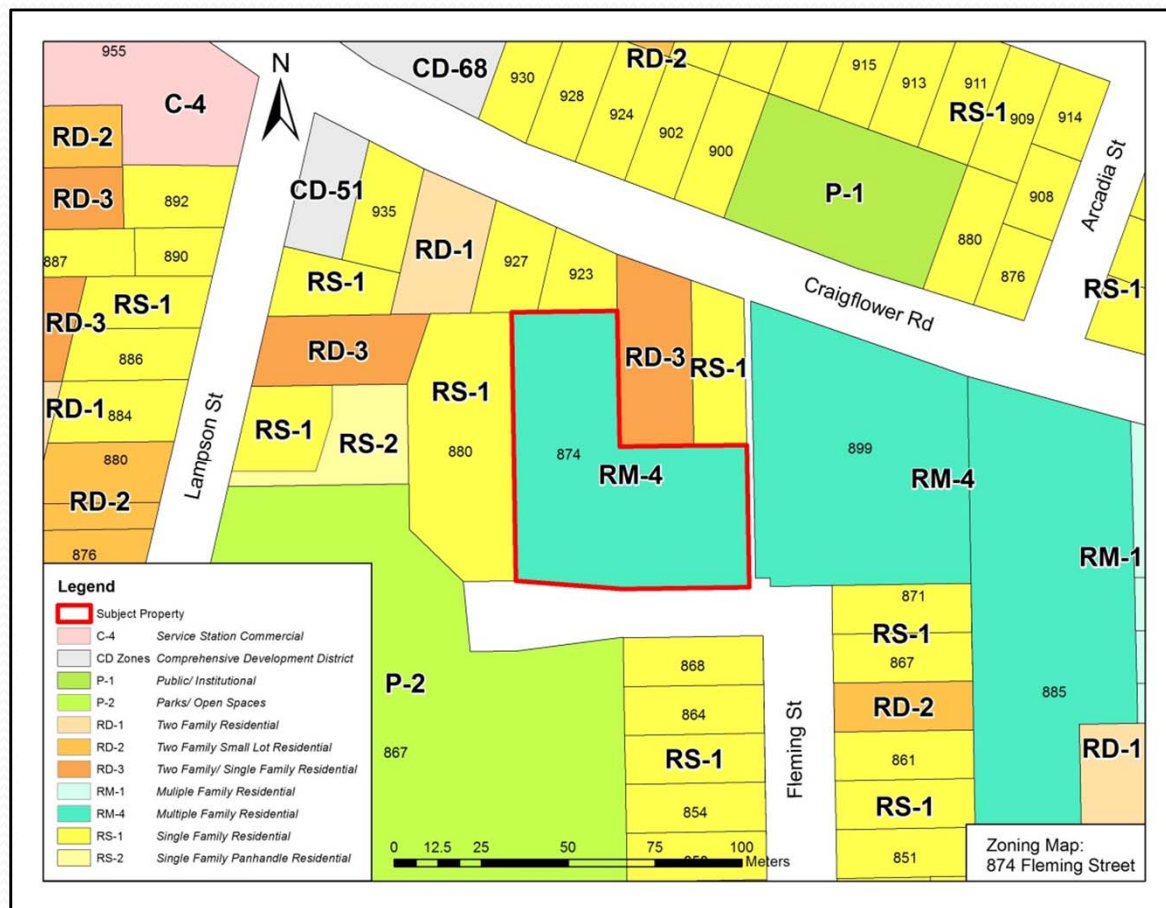 955
C-4
N
CD-68
930
928
924
902
900
RD-2
915
913
911
RS-1
909
914
908
880
876
P-1
Arcadia St
RS-1
RD-2
RD-3
892
887
890
RS-1
RD-3
886
RD-1
884
880
RD-2
876
Lampson St
CD-51
935
RD-1
927
923
RS-1
RD-3
RS-1
RS-2
RS-1
880
874
RM-4
RD-3
RS-1
Craigflower Rd
899
RM-4
885
RM-1
RD-1
871
RS-1
867
RD-2
861
RS-1
851
Fleming St
868
864
RS-1
854
P-2
867
Legend
Subject Property
C-4 Service Station Commercial
CD Zones Comprehensive Development District
P-1 Public/ Institutional
P-2 Parks/ Open Spaces
RD-1 Two Family Residential
RD-2 Two Family Small Lot Residential
RD-3 Two Family/ Single Family Residential
RM-1 Muliple Family Residential
RM-4 Multiple Family Residential
RS-1 Single Family Residential
RS-2 Single Family Panhandle Residential
0 12.5 25 50 75 100
Meters
Zoning Map:
874 Fleming Street